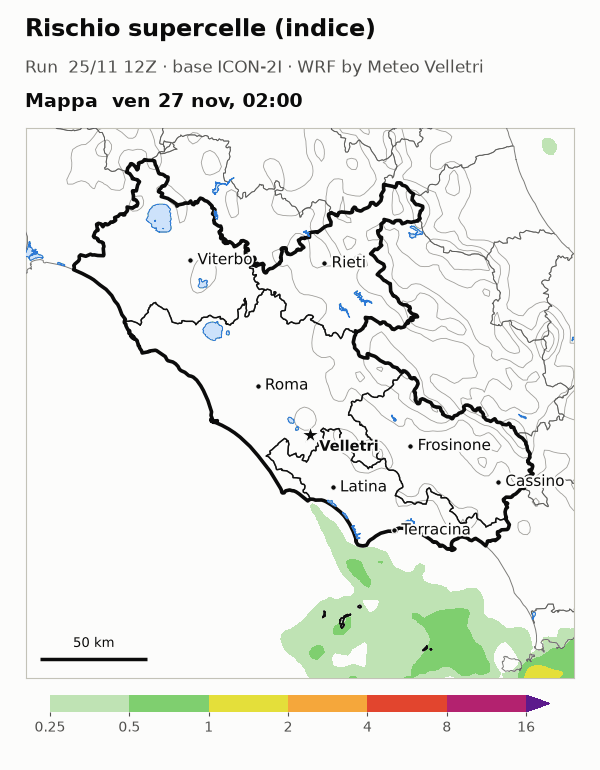 Rischio supercelle (indice)
Run  25/11 12Z · base ICON-2I · WRF by Meteo Velletri
Mappa  ven 27 nov, 02:00
Viterbo
Rieti
Roma
Velletri
Frosinone
Latina
Cassino
Terracina
50 km
0.25 0.5 1 2 4 8 16